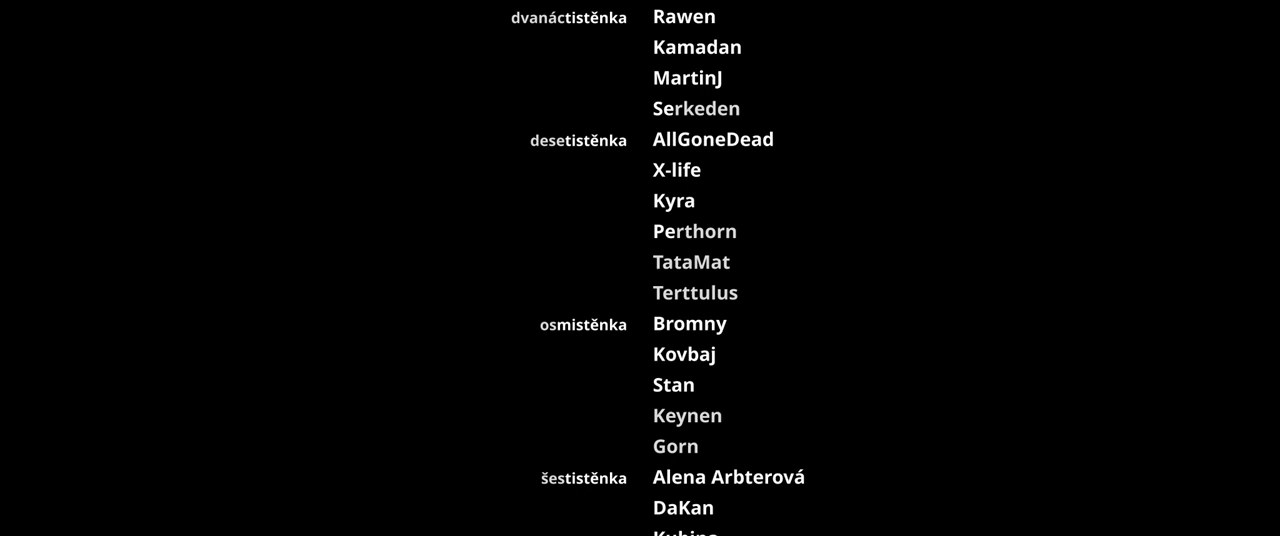 dvanáctistěnka Rawen
Kamadan
MartinJ
Serkeden
desetistěnka AllGoneDead
X-life
Kyra
Perthorn
TataMat
Terttulus
osmistěnka Bromny
Kovbaj
Stan
Keynen
Gorn
šestistěnka Alena Arbterová
DaKan